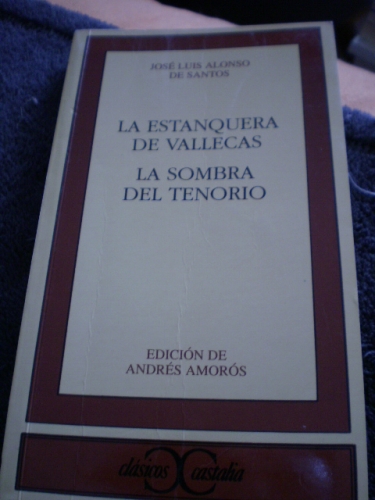 JOSÉ LUIS ALONSO
DE SANTOS
LA ESTANQUERA
DE VALLECAS
LA SOMBRA
DEL TENORIO
EDICIÓN DE
ANDRÉS AMORÓS
clásicos castalia